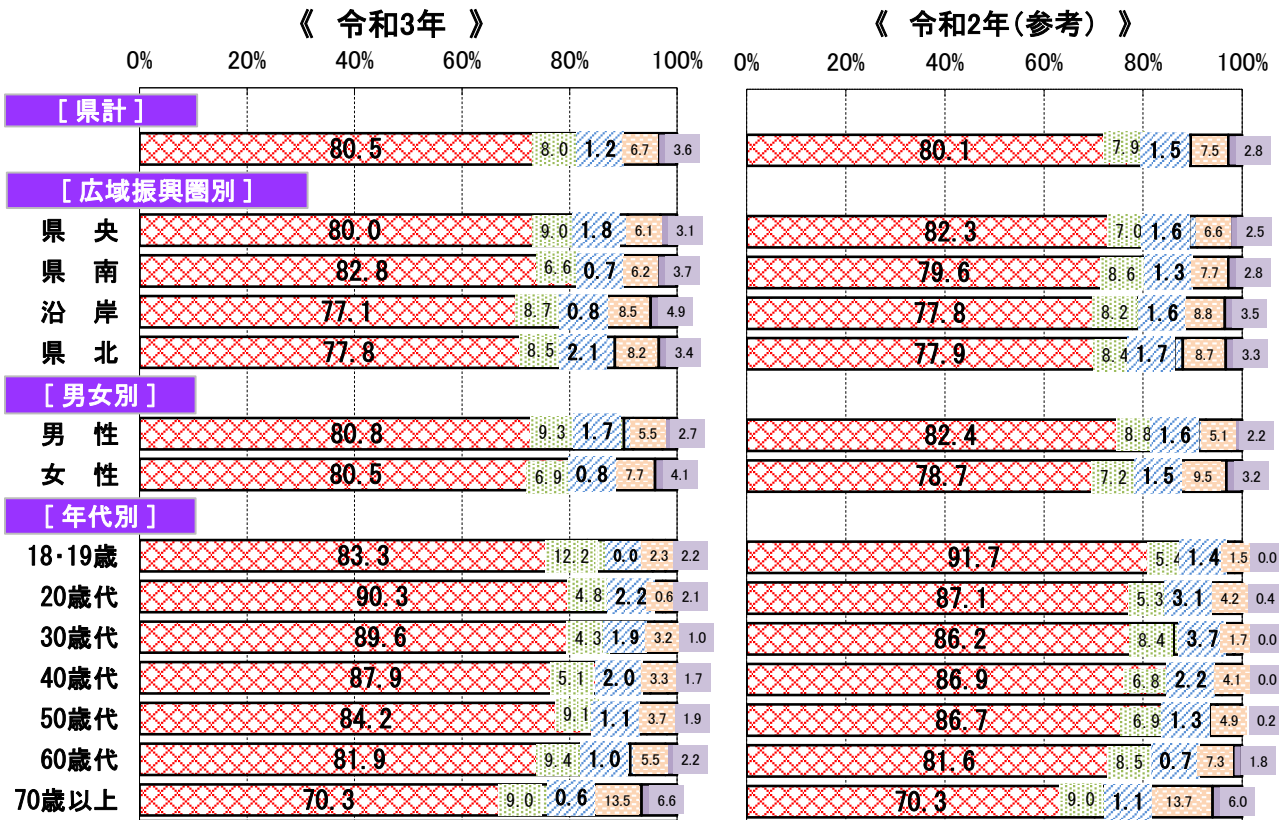 《 令和3年 》 《 令和2年(参考) 》
0% 20% 40% 60% 80% 100% 0% 20% 40% 60% 80% 100%
[ 県計 ]
80.5 8.0 1.2 6.7 3.6 80.1 7.9 1.5 7.5 2.8
[ 広域振興圏別 ]
県 央 80.0 9.0 1.8 6.1 3.1 82.3 7.0 1.6 6.6 2.5
県 南 82.8 6.6 0.7 6.2 3.7 79.6 8.6 1.3 7.7 2.8
沿 岸 77.1 8.7 0.8 8.5 4.9 77.8 8.2 1.6 8.8 3.5
県 北 77.8 8.5 2.1 8.2 3.4 77.9 8.4 1.7 8.7 3.3
[ 男女別 ]
男 性 80.8 9.3 1.7 5.5 2.7 82.4 8.8 1.6 5.1 2.2
女 性 80.5 6.9 0.8 7.7 4.1 78.7 7.2 1.5 9.5 3.2
[ 年代別 ]
18・19歳 83.3 12.2 0.0 2.3 2.2 91.7 5.4 1.4 1.5 0.0
20歳代 90.3 4.8 2.2 0.6 2.1 87.1 5.3 3.1 4.2 0.4
30歳代 89.6 4.3 1.9 3.2 1.0 86.2 8.4 3.7 1.7 0.0
40歳代 87.9 5.1 2.0 3.3 1.7 86.9 6.8 2.2 4.1 0.0
50歳代 84.2 9.1 1.1 3.7 1.9 86.7 6.9 1.3 4.9 0.2
60歳代 81.9 9.4 1.0 5.5 2.2 81.6 8.5 0.7 7.3 1.8
70歳以上 70.3 9.0 0.6 13.5 6.6 70.3 9.0 1.1 13.7 6.0